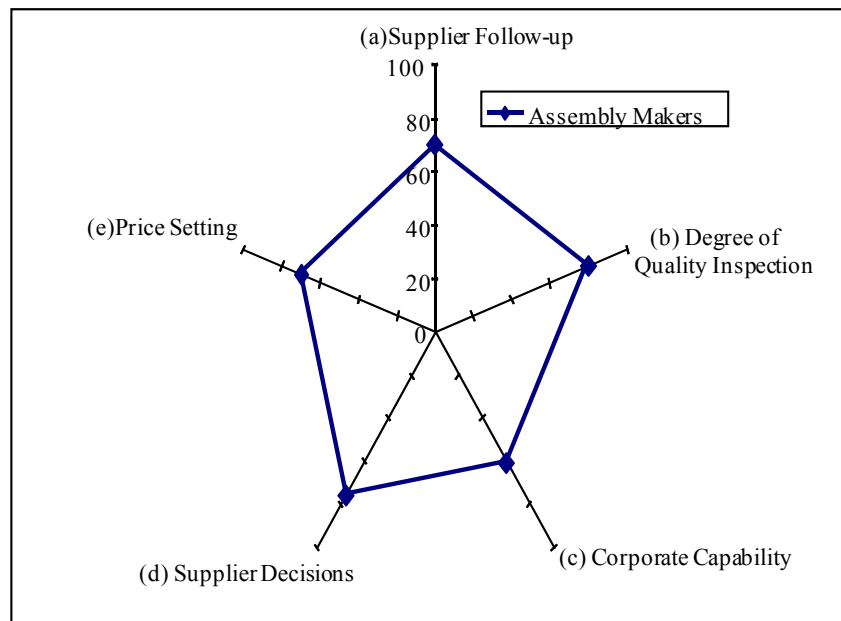 (a)Supplier Follow-up
100
Assembly Makers
80
60
(e)Price Setting
(b) Degree of
Quality Inspection
40
20
0
(c) Corporate Capability
(d) Supplier Decisions